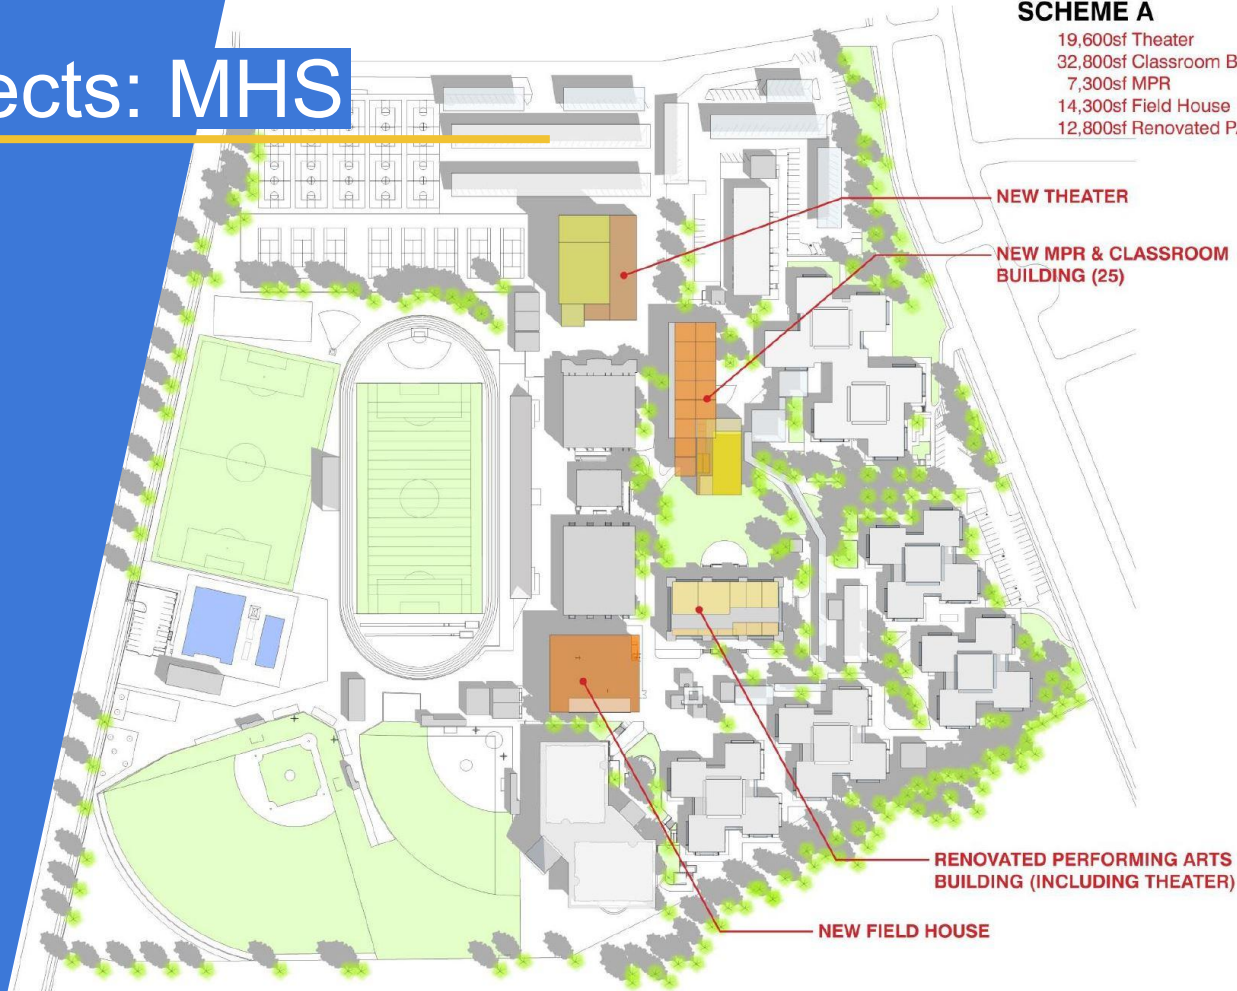 ects: MHS
SCHEME A
19,600sf Theater
32,800sf Classroom B
7,300sf MPR
14,300sf Field House
12,800sf Renovated P
NEW THEATER
NEW MPR & CLASSROOM
BUILDING (25)
RENOVATED PERFORMING ARTS
BUILDING (INCLUDING THEATER)
NEW FIELD HOUSE